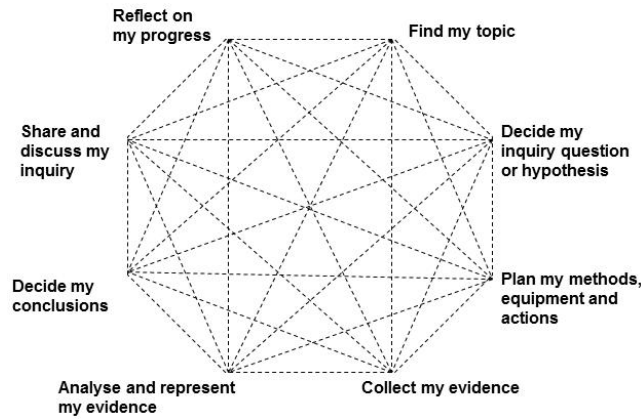 Reflect on
my progress
Find my topic
Share and
discuss my
inquiry
Decide my
inquiry question
or hypothesis
Decide my
conclusions
Plan my methods,
equipment and
actions
Analyse and represent
my evidence
Collect my evidence